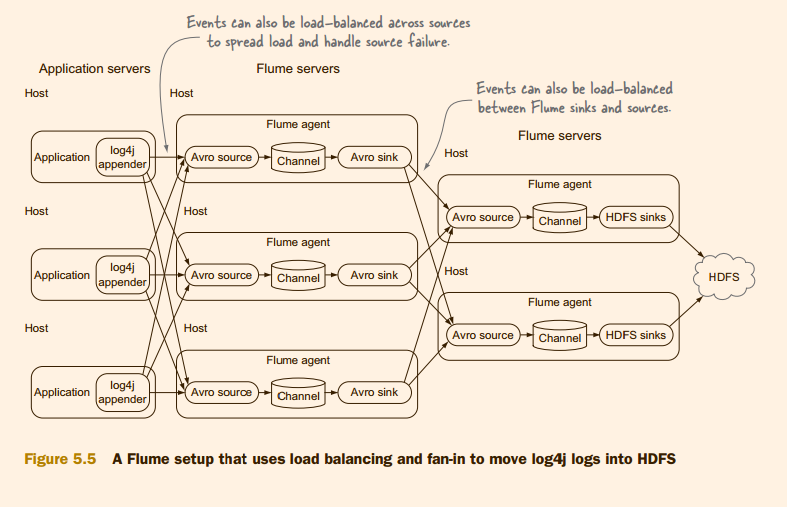 Events can also be load-balanced across sources
to spread load and handle source failure.
Application servers
Flume servers
Events can also be load-balanced
between Flume sinks and sources.
Host
Host
Flume servers
Flume agent
Application
log4j
appender
Avro source
Channel
Avro sink
Host
Flume agent
Avro source
Channel
HDFS sinks
Host
Host
Flume agent
Application
log4j
appender
Avro source
Channel
Avro sink
Host
HDFS
Flume agent
Avro source
Channel
HDFS sinks
Host
Host
Flume agent
Application
log4j
appender
Avro source
Channel
Avro sink
Figure 5.5 A Flume setup that uses load balancing and fan-in to move log4j logs into HDFS